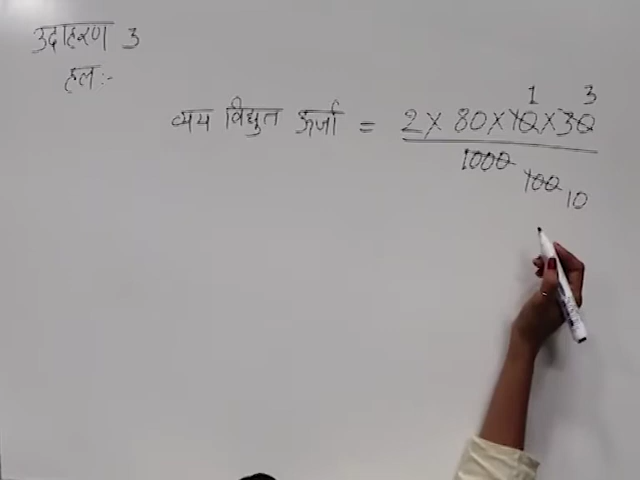 उदाहरण 3
हल :-
1 3
व्यय विद्युत ऊर्जा = 2 × 80 × 10 × 30
1000 100 10